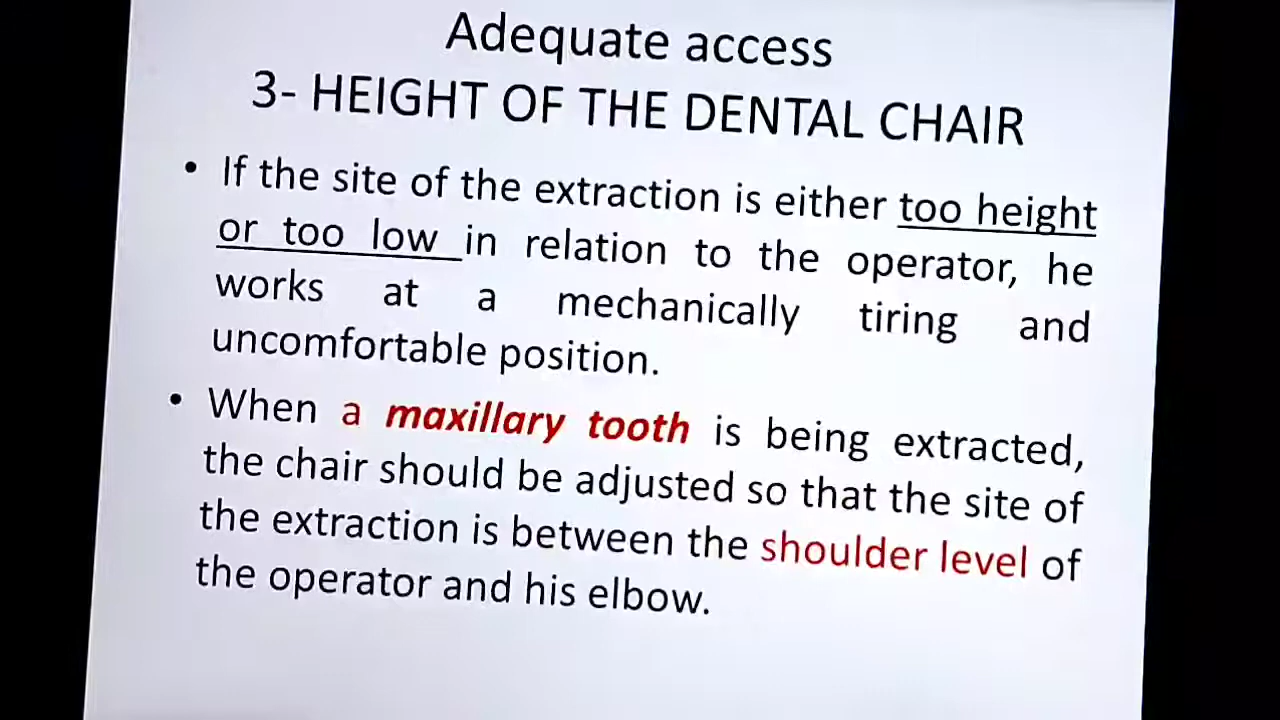 Adequate access
3- HEIGHT OF THE DENTAL CHAIR
• If the site of the extraction is either too height
or too low in relation to the operator, he
works at a mechanically tiring and
uncomfortable position.
• When a maxillary tooth is being extracted,
the chair should be adjusted so that the site of
the extraction is between the shoulder level of
the operator and his elbow.